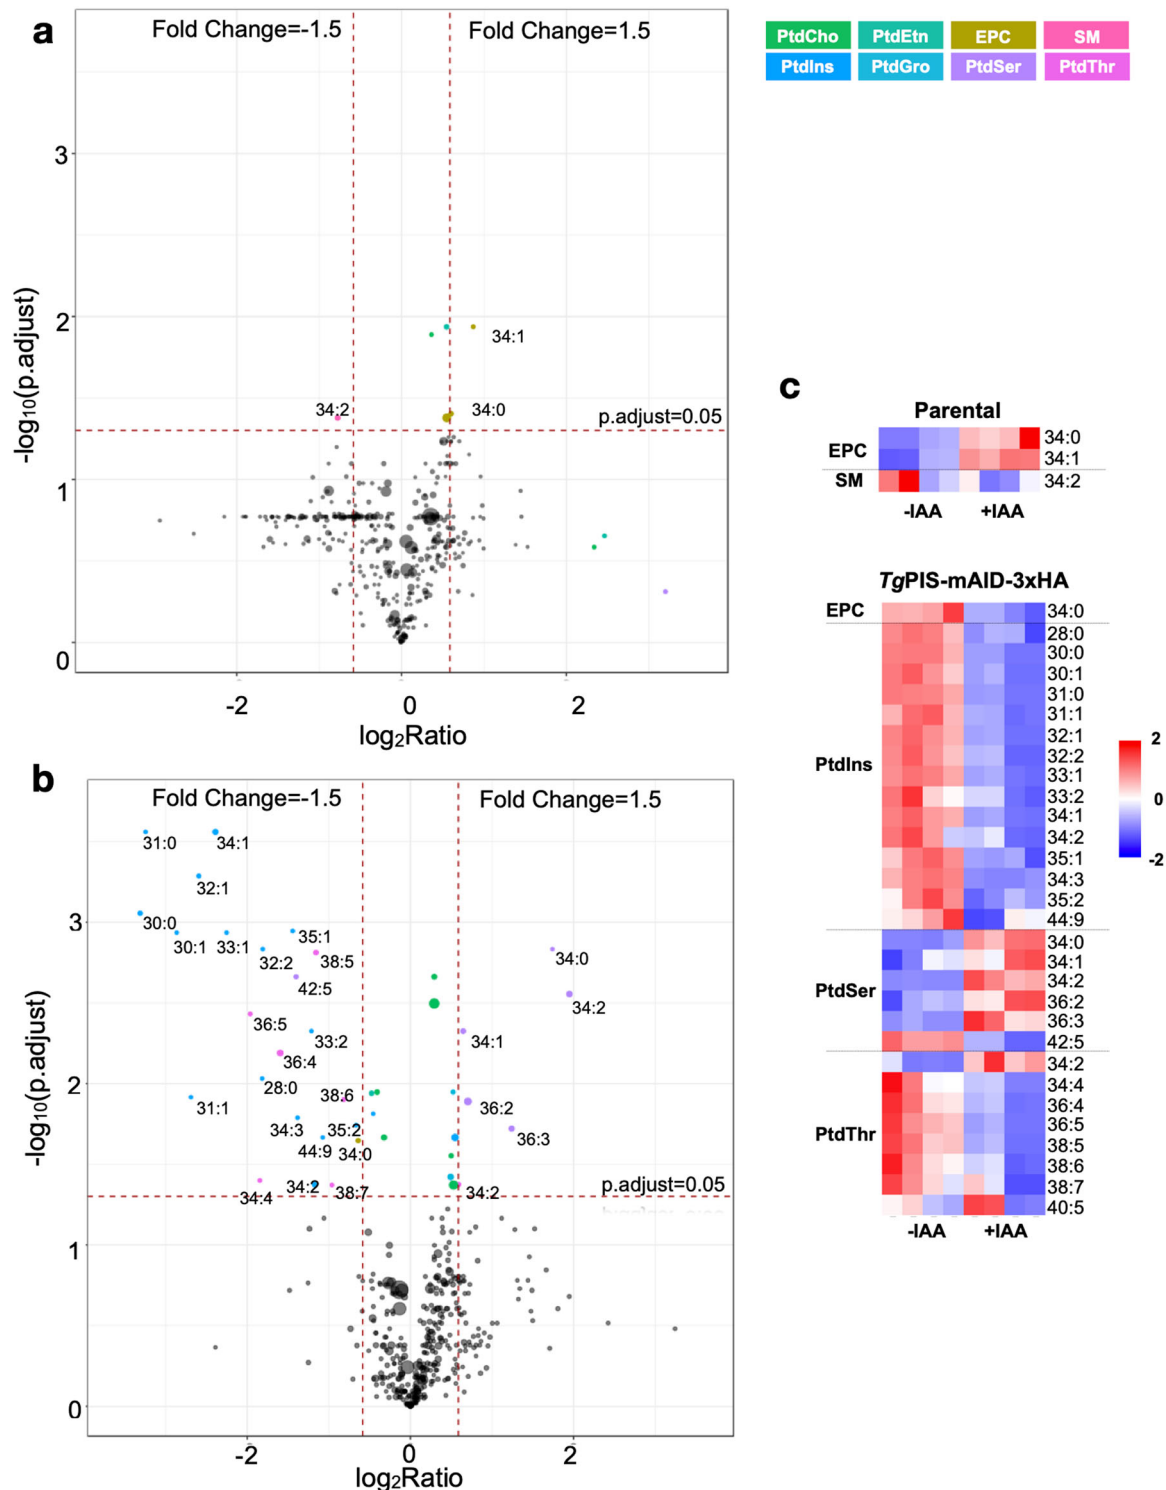 a
Fold Change=-1.5
Fold Change=1.5
PtdCho
PtdEtn
EPC
SM
PtdIns
PtdGro
PtdSer
PtdThr
3
2
1
0
-log10(p.adjust)
34:1
34:2
34:0
p.adjust=0.05
-2
0
2
log2Ratio
b
Fold Change=-1.5
Fold Change=1.5
3
2
1
0
-log10(p.adjust)
31:0
34:1
32:1
30:0
30:1
33:1
35:1
32:2
38:5
34:0
42:5
34:2
36:5
33:2
34:1
36:4
28:0
38:6
31:1
36:2
34:3
35:2
36:3
44:9
34:0
34:4
34:2
38:7
34:2
p.adjust=0.05
-2
0
2
log2Ratio
c
Parental
EPC
34:0
34:1
SM
34:2
-IAA
+IAA
TgPIS-mAID-3xHA
EPC
34:0
28:0
30:0
30:1
31:0
31:1
32:1
32:2
PtdIns
33:1
33:2
34:1
34:2
35:1
34:3
35:2
44:9
34:0
34:1
34:2
PtdSer
36:2
36:3
42:5
34:2
34:4
36:4
36:5
PtdThr
38:5
38:6
38:7
40:5
-IAA
+IAA
2
0
-2